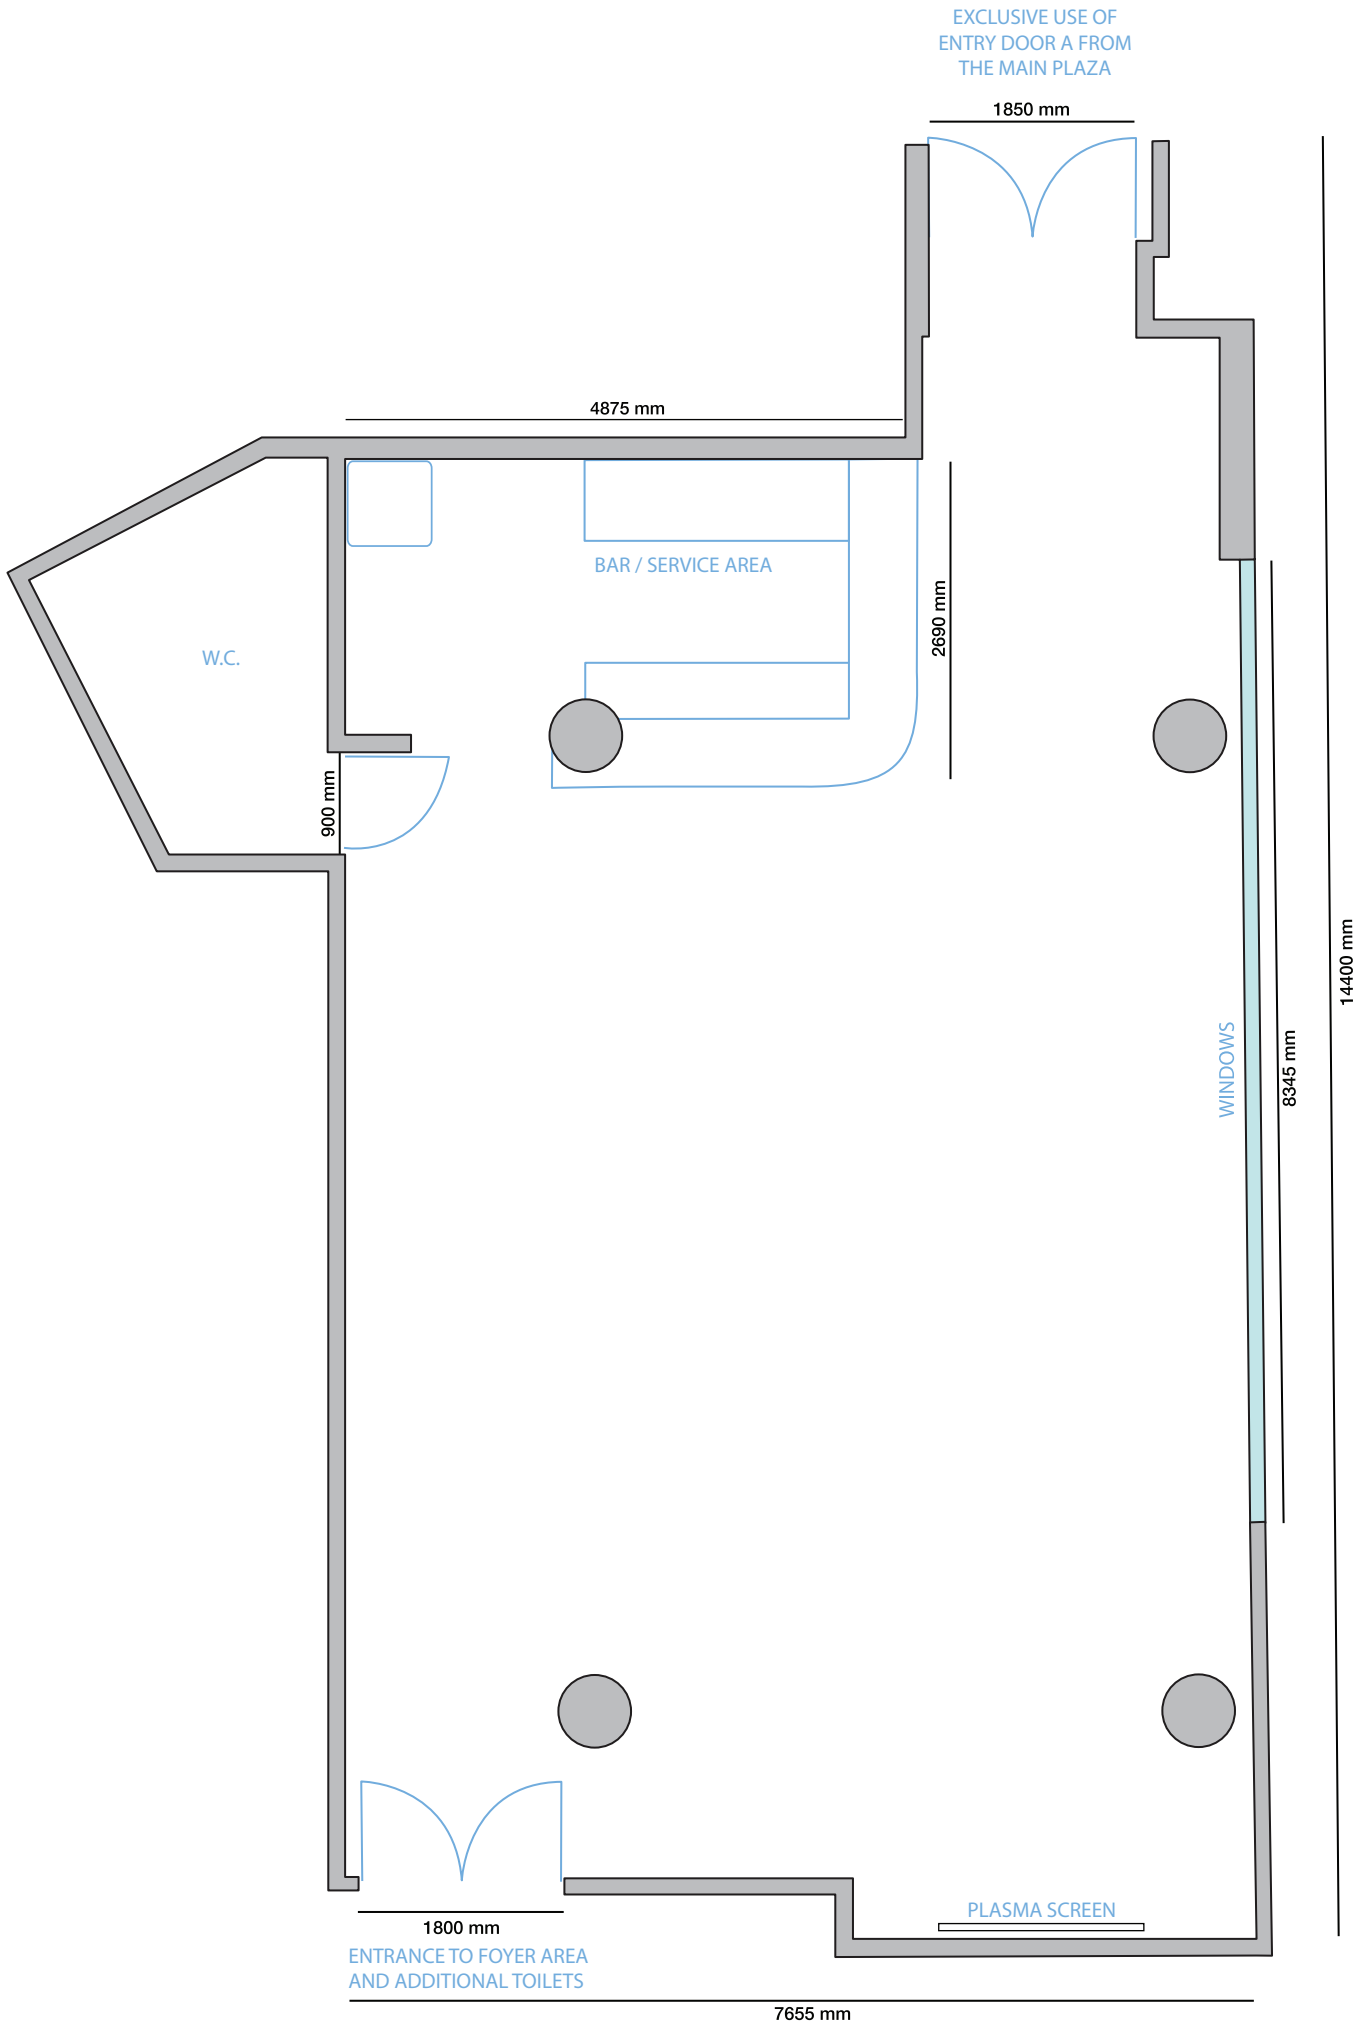 EXCLUSIVE USE OF
ENTRY DOOR A FROM
THE MAIN PLAZA
1850 mm
4875 mm
BAR / SERVICE AREA
2690 mm
W.C.
900 mm
14400 mm
WINDOWS
8345 mm
PLASMA SCREEN
1800 mm
ENTRANCE TO FOYER AREA
AND ADDITIONAL TOILETS
7655 mm